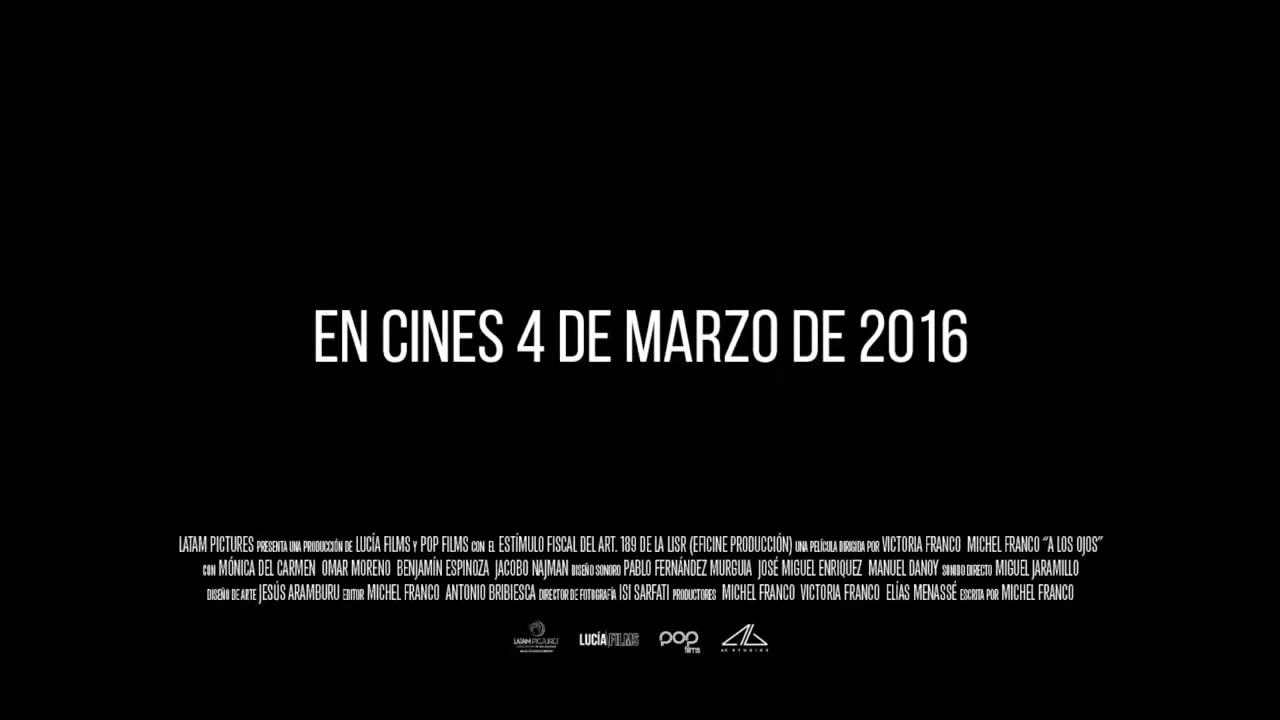 EN CINES 4 DE MARZO DE 2016
LATAM PICTURES PRESENTA UNA PRODUCCIÓN DE LUCÍA FILMS Y POP FILMS CON EL ESTÍMULO FISCAL DEL ART. 189 DE LA LISR (EFICINE PRODUCCIÓN) UNA PELÍCULA DIRIGIDA POR VICTORIA FRANCO MICHEL FRANCO "A LOS OJOS"
CON MÓNICA DEL CARMEN OMAR MORENO BENJAMÍN ESPINOZA JACOBO NAJMAN DISEÑO SONORO PABLO FERNÁNDEZ MURGUIA JOSÉ MIGUEL ENRIQUEZ MANUEL DANOY SONIDO DIRECTO MIGUEL JARAMILLO
DISEÑO DE ARTE JESÚS ARAMBURU EDITOR MICHEL FRANCO ANTONIO BRIBIESCA DIRECTOR DE FOTOGRAFÍA ISI SARFATI PRODUCTORES MICHEL FRANCO VICTORIA FRANCO ELÍAS MENASSÉ ESCRITA POR MICHEL FRANCO
LATAM PICTURES LUCÍA FILMS POP films STUDIOS